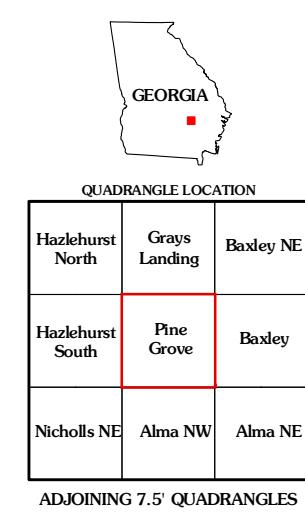 GEORGIA
QUADRANGLE LOCATION
Hazlehurst
North
Grays
Landing
Baxley NE
Hazlehurst
South
Pine
Grove
Baxley
Nicholls NE
Alma NW
Alma NE
ADJOINING 7.5' QUADRANGLES